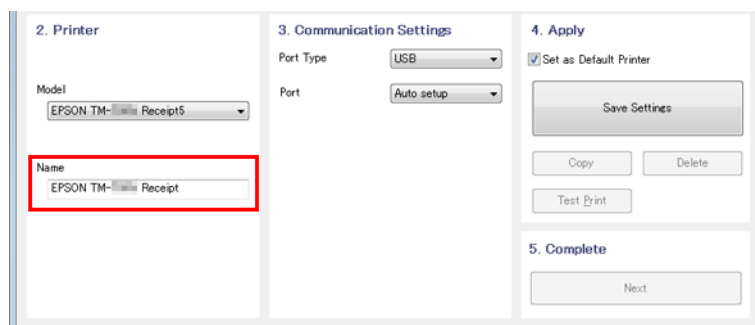 2. Printer
Model
EPSON TM- Receipt5
Name
EPSON TM- Receipt
3. Communication Settings
Port Type
USB
Port
Auto setup
4. Apply
Set as Default Printer
Save Settings
Copy
Delete
Test Print
5. Complete
Next